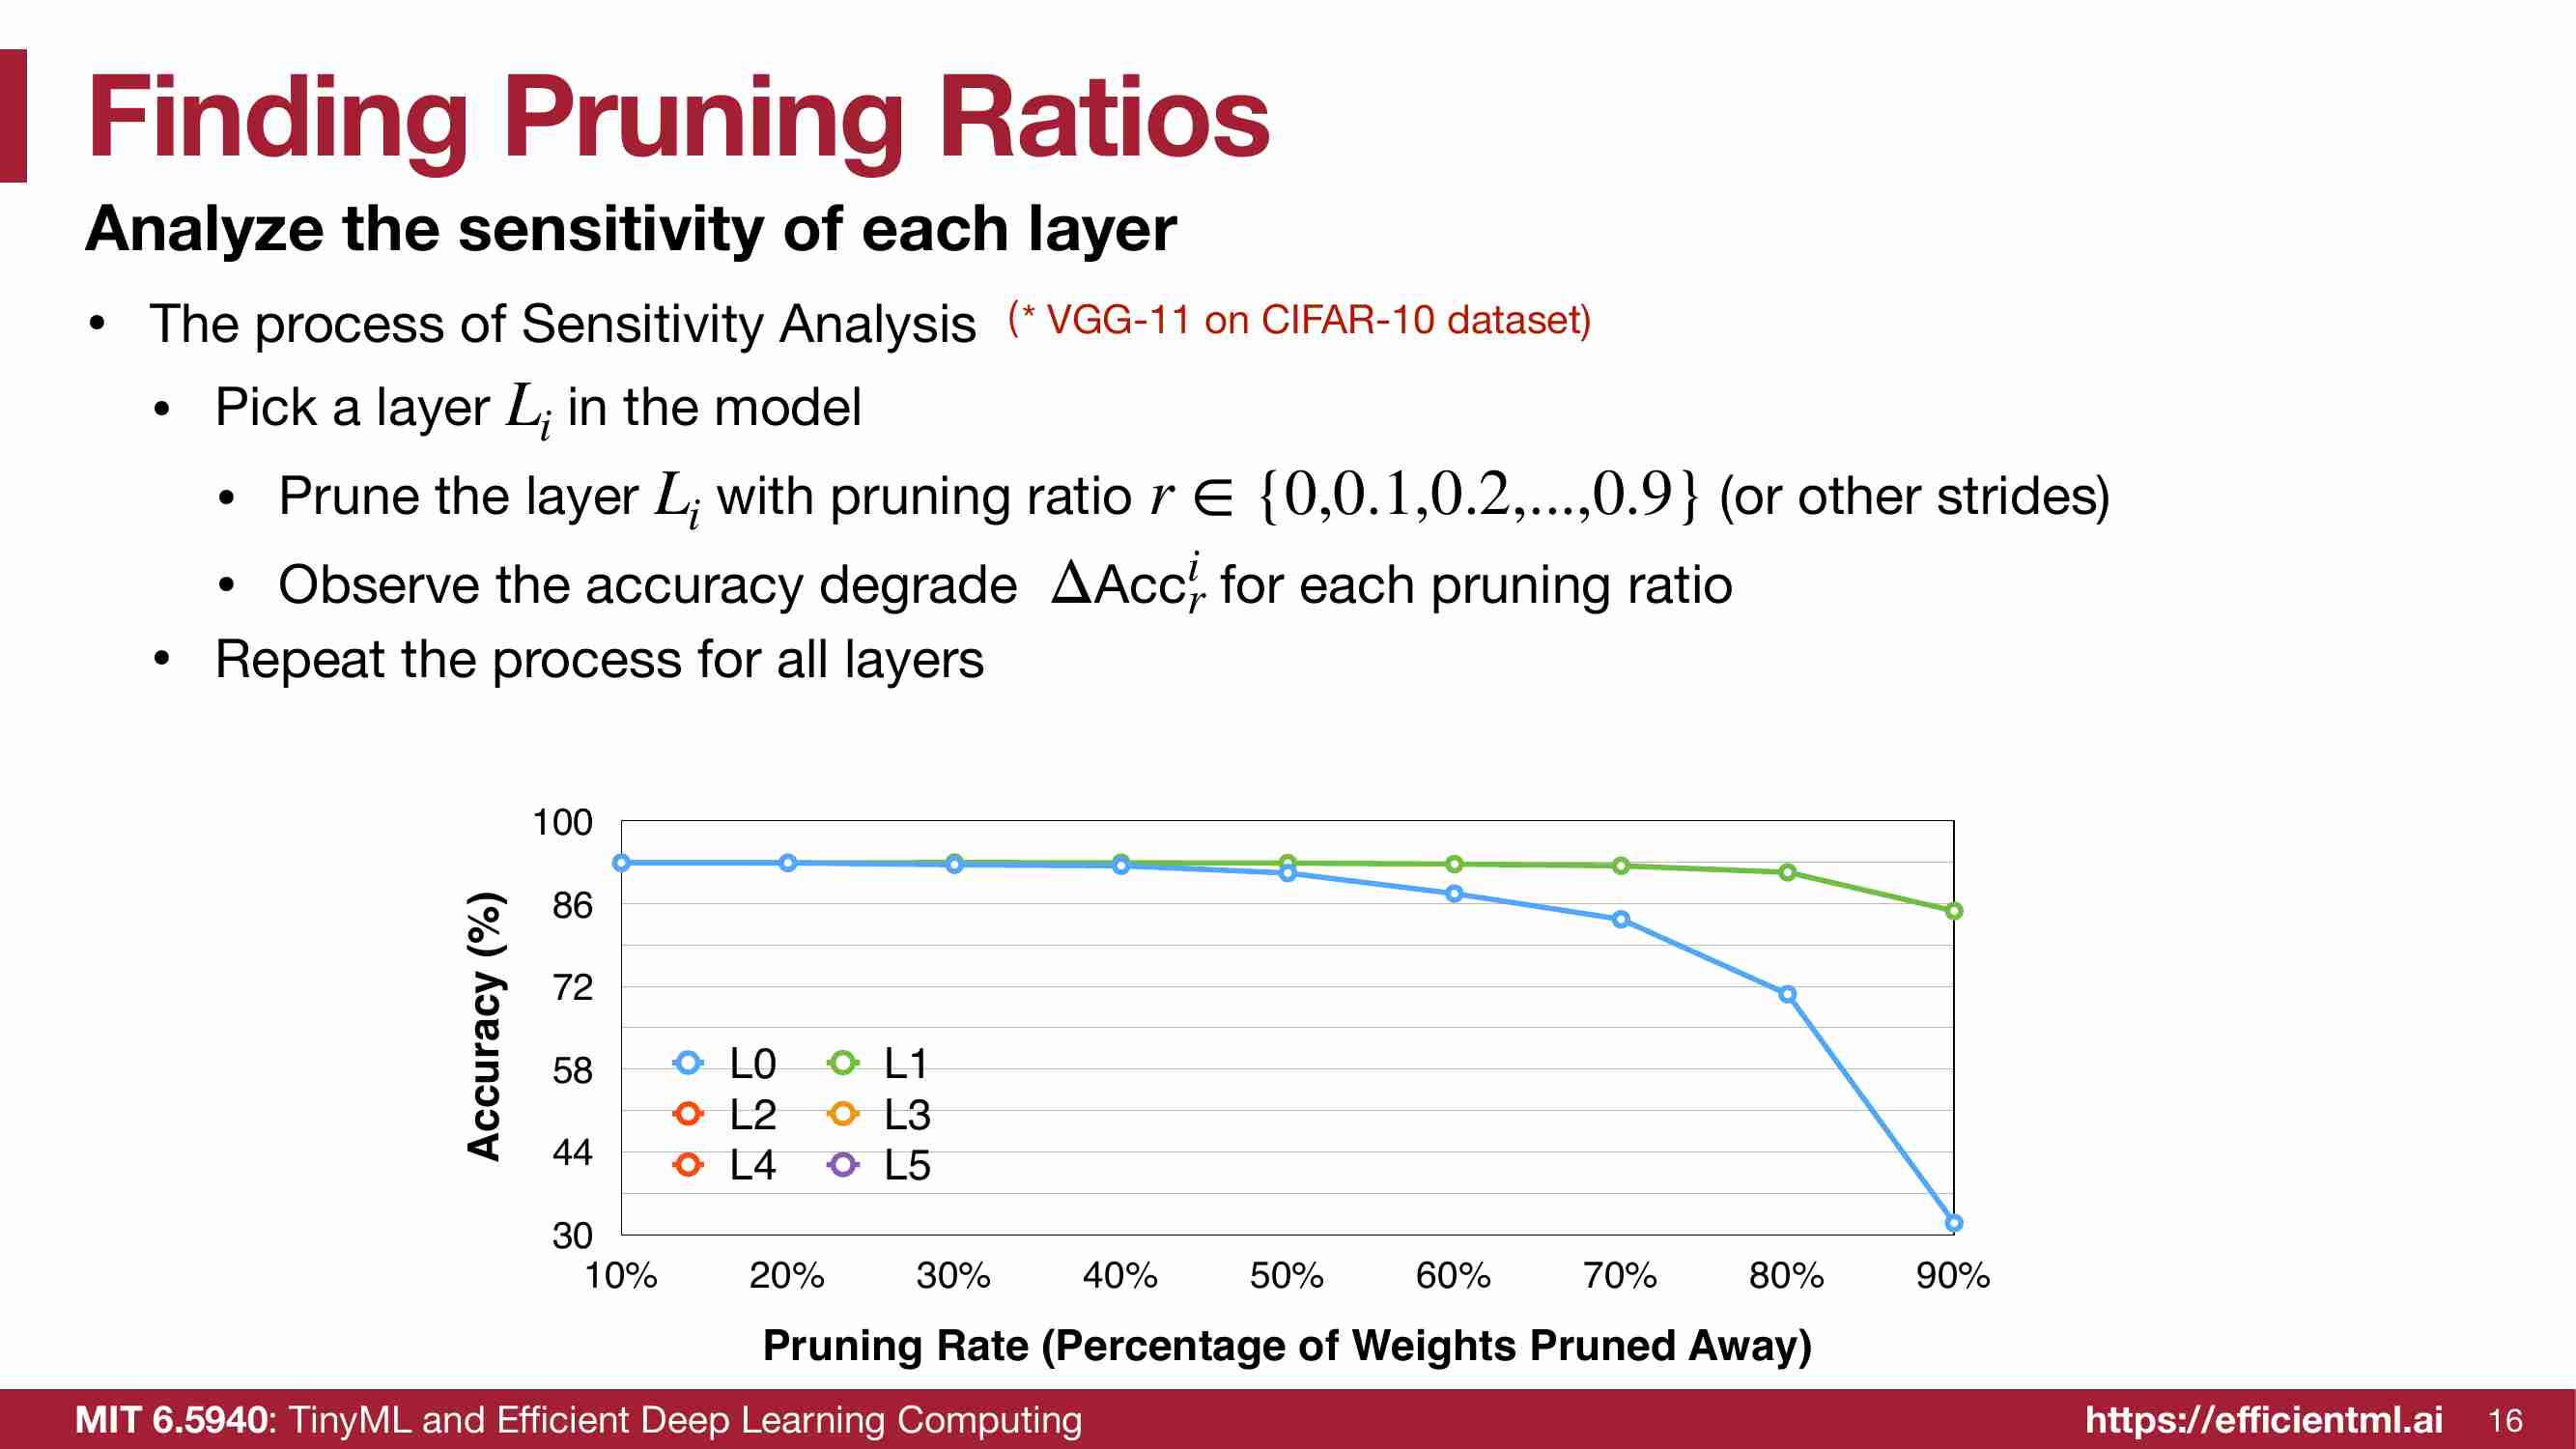 Finding Pruning Ratios
Analyze the sensitivity of each layer
• The process of Sensitivity Analysis (* VGG-11 on CIFAR-10 dataset)
• Pick a layer L_i in the model
• Prune the layer L_i with pruning ratio r ∈ {0,0.1,0.2,...,0.9} (or other strides)
• Observe the accuracy degrade ΔAcc_r^i for each pruning ratio
• Repeat the process for all layers
Accuracy (%)
100
86
72
58
44
30
L0 L1
L2 L3
L4 L5
10% 20% 30% 40% 50% 60% 70% 80% 90%
Pruning Rate (Percentage of Weights Pruned Away)
MIT 6.5940: TinyML and Efficient Deep Learning Computing
https://efficientml.ai 16